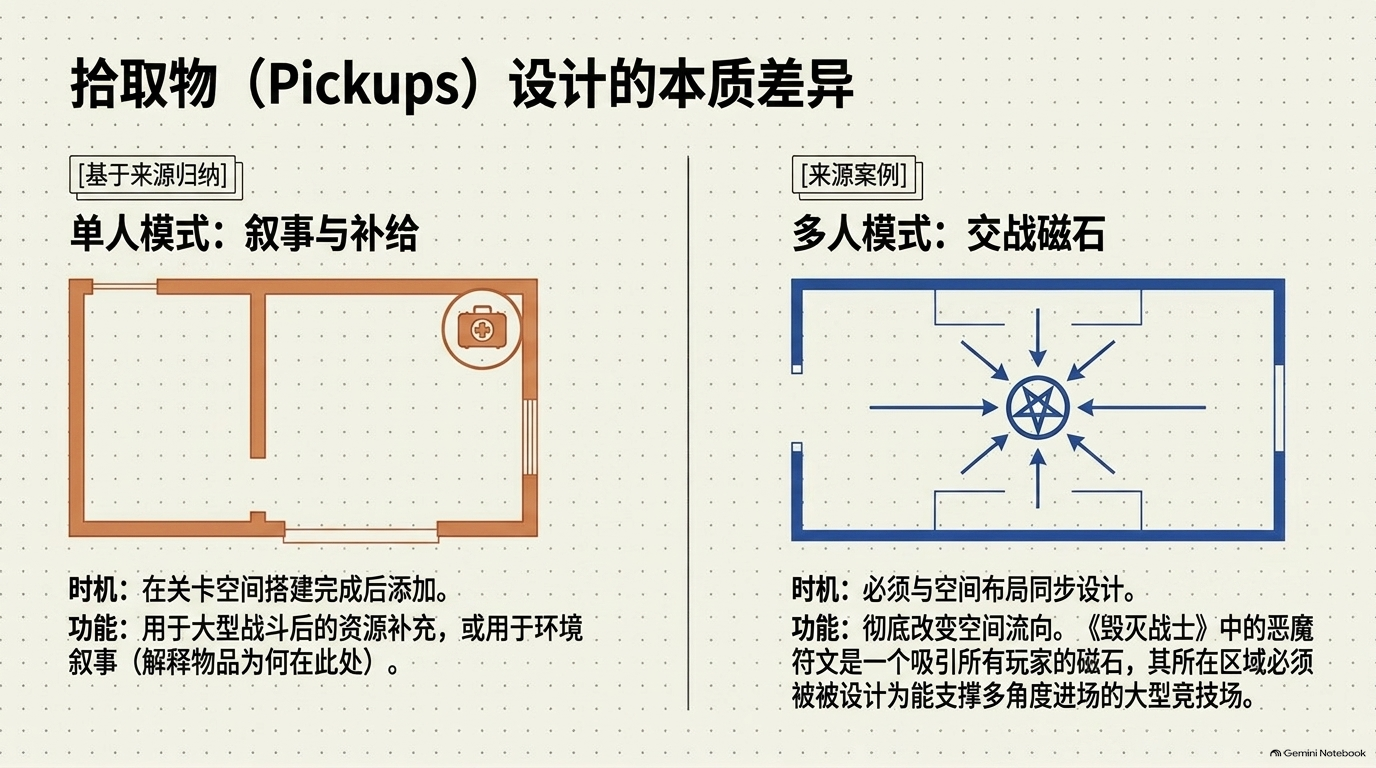 拾取物（Pickups）设计的本质差异
[基于来源归纳]
单人模式：叙事与补给
时机：在关卡空间搭建完成后添加。
功能：用于大型战斗后的资源补充，或用于环境
叙事（解释物品为何在此处）。
[来源案例]
多人模式：交战磁石
时机：必须与空间布局同步设计。
功能：彻底改变空间流向。《毁灭战士》中的恶魔
符文是一个吸引所有玩家的磁石，其所在区域必须
被被设计为能支撑多角度进场的大型竞技场。
Gemini Notebook